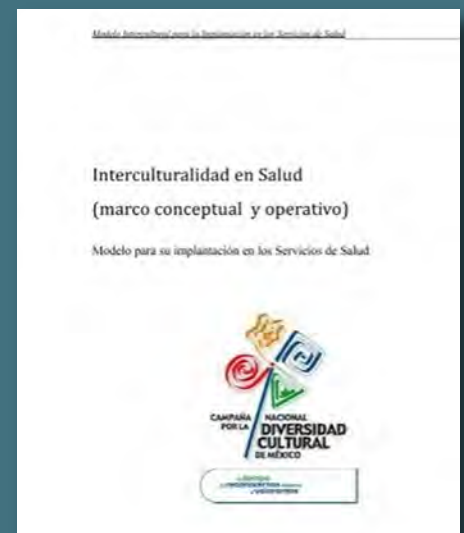 Modelo Intercultural para la Implantación en los Servicios de Salud
Interculturalidad en Salud
(marco conceptual y operativo)
Modelo para su implantación en los Servicios de Salud
CAMPAÑA NACIONAL
POR LA DIVERSIDAD
CULTURAL
DE MÉXICO